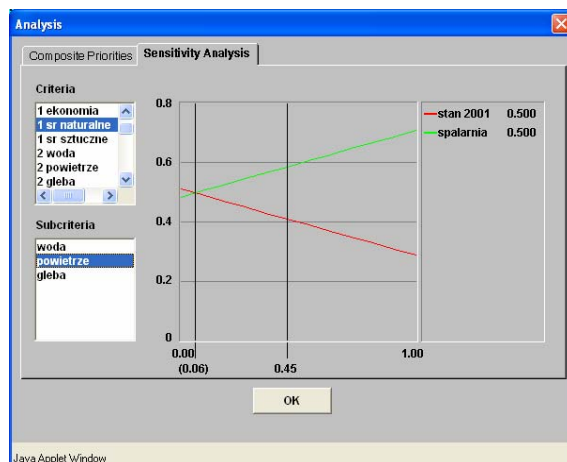 Analysis
Composite Priorities Sensitivity Analysis
Criteria
1 ekonomia
1 sr naturalne
1 sr sztuczne
2 woda
2 powietrze
2 gleba
Subcriteria
woda
powietrze
gleba
0.8
0.6
0.4
0.2
0
0.00 1.00
(0.06) 0.45
stan 2001 0.500
spalarnia 0.500
OK
Java Applet Window